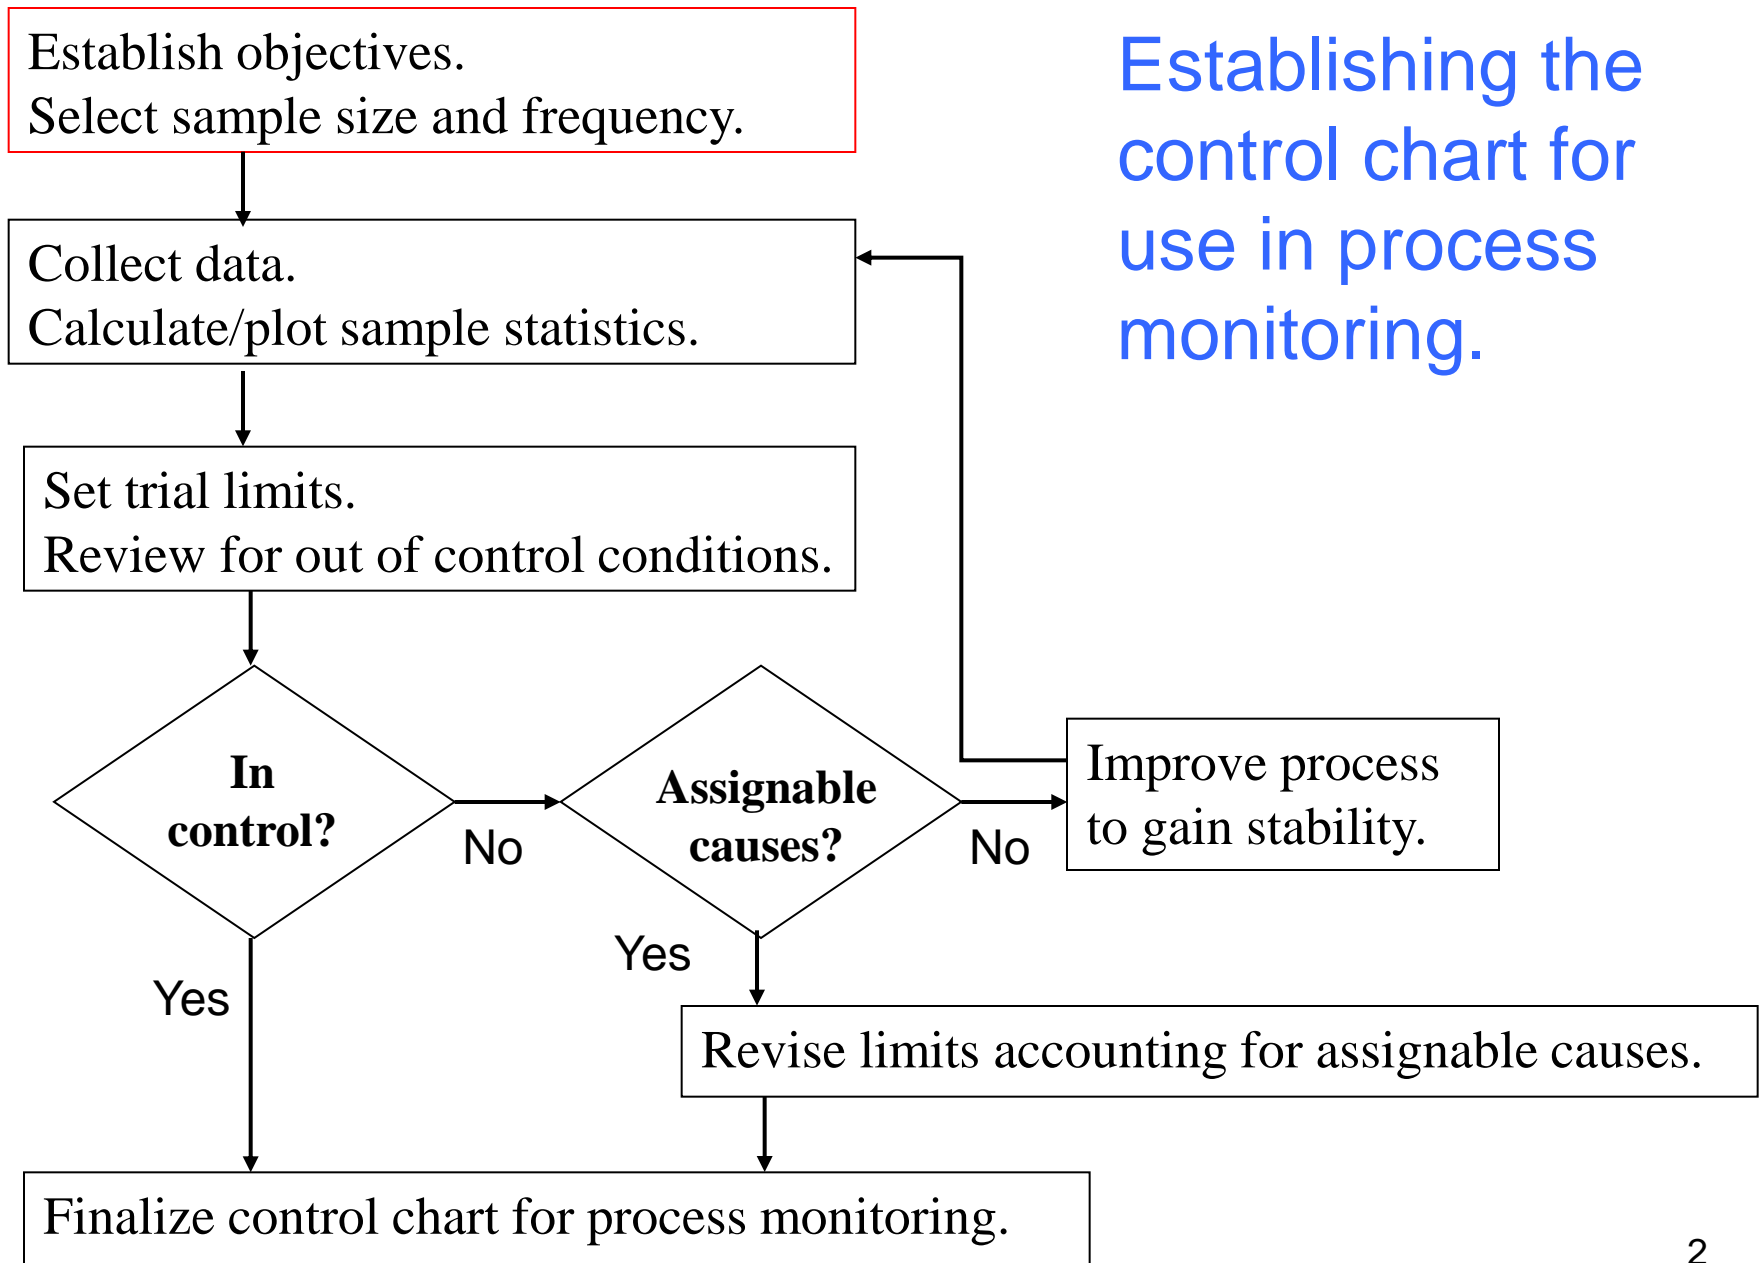 Establish objectives.
Select sample size and frequency.
Establishing the
control chart for
use in process
monitoring.
Collect data.
Calculate/plot sample statistics.
Set trial limits.
Review for out of control conditions.
In
control?
No
Assignable
causes?
No
Improve process
to gain stability.
Yes
Yes
Revise limits accounting for assignable causes.
Finalize control chart for process monitoring.
2